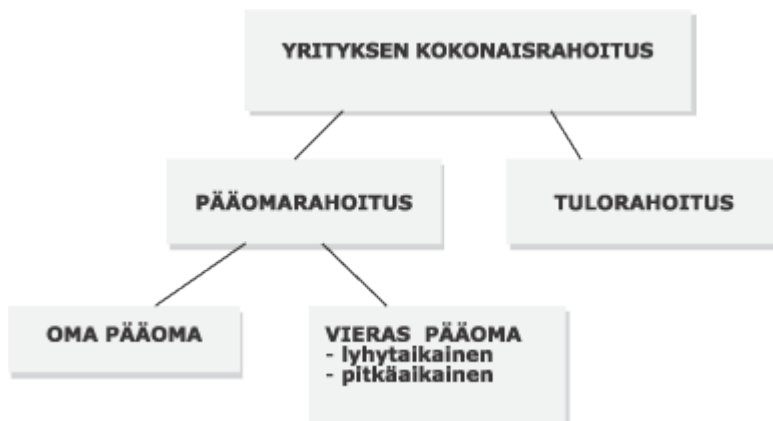 YRITYKSEN KOKONAISRAHOITUS
PÄÄOMARAHOITUS
TULORAHOITUS
OMA PÄÄOMA
VIERAS PÄÄOMA
- lyhytaikainen
- pitkäaikainen